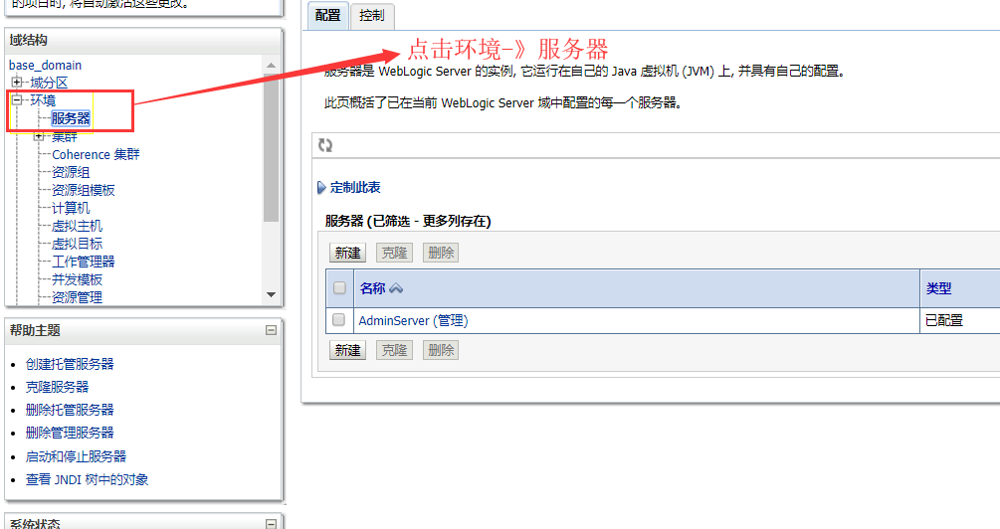 的项目时, 将自动激活这些更改。
域结构
base_domain
域分区
环境
服务器
集群
Coherence 集群
资源组
资源组模板
计算机
虚拟主机
虚拟目标
工作管理器
并发模板
资源管理
帮助主题
创建托管服务器
克隆服务器
删除托管服务器
删除管理服务器
启动和停止服务器
查看 JNDI 树中的对象
系统状态
配置 控制
点击环境-》服务器
服务器是 WebLogic Server 的实例, 它运行在自己的 Java 虚拟机 (JVM) 上, 并具有自己的配置。
此页概括了已在当前 WebLogic Server 域中配置的每一个服务器。
定制此表
服务器 (已筛选 - 更多列存在)
新建 克隆 删除
名称 类型
AdminServer (管理) 已配置
新建 克隆 删除